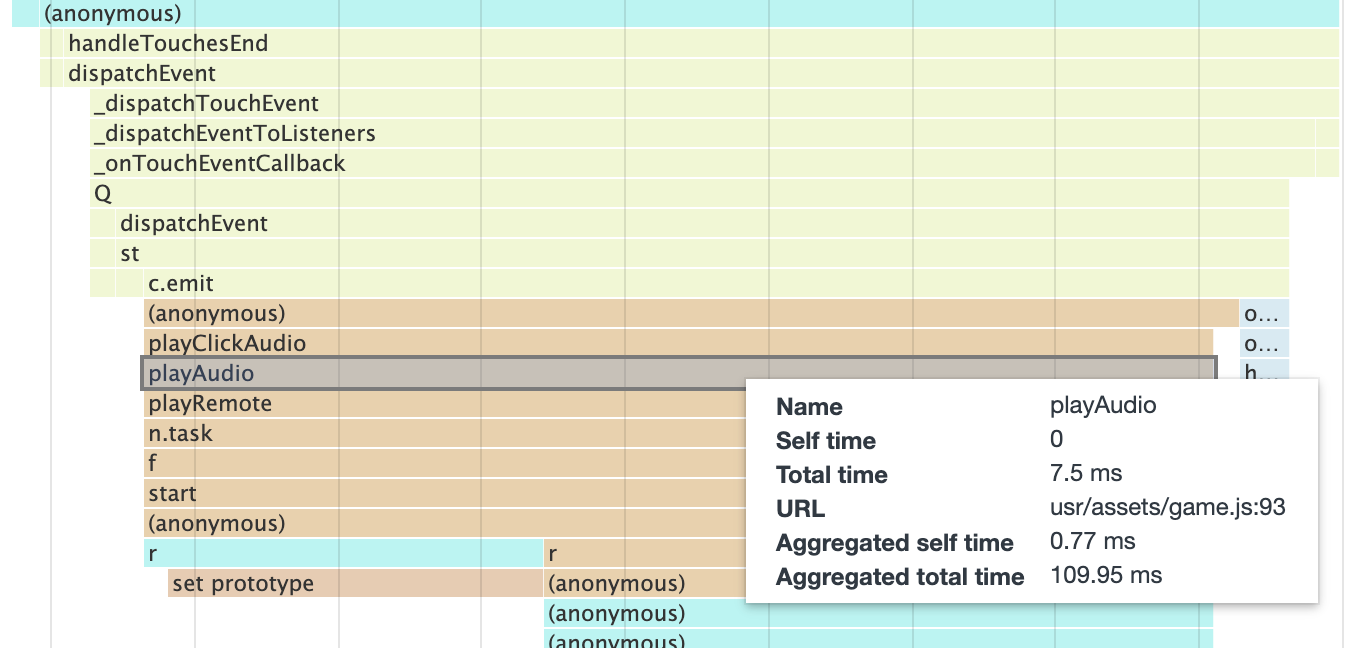 (anonymous)
handleTouchesEnd
dispatchEvent
_dispatchTouchEvent
_dispatchEventToListeners
_onTouchEventCallback
Q
dispatchEvent
st
c.emit
(anonymous) o...
playClickAudio o...
playAudio h...
playRemote
n.task
f
start
(anonymous)
r r
set prototype (anonymous)
(anonymous)
(anonymous)
Name playAudio
Self time 0
Total time 7.5 ms
URL usr/assets/game.js:93
Aggregated self time 0.77 ms
Aggregated total time 109.95 ms